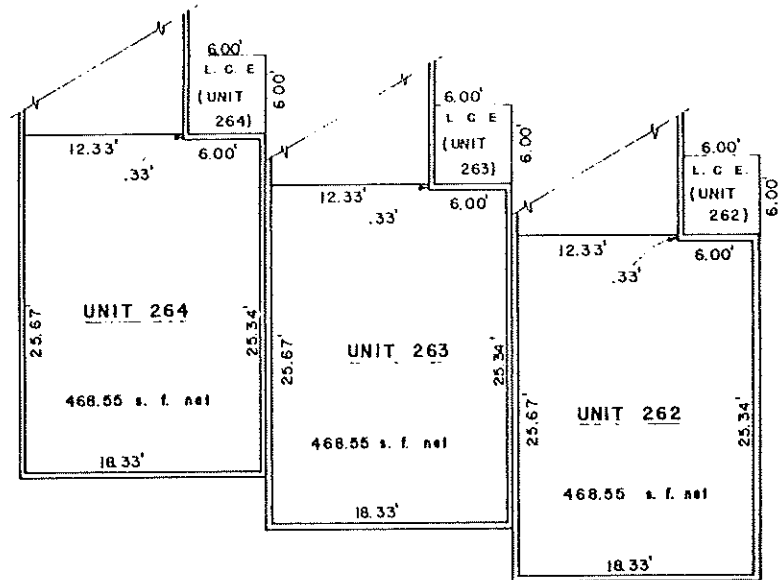 6.00'
L. C. E
(UNIT
264)
6.00'
12.33'
6.00'
.33'
UNIT 264
25.67'
25.34'
468.55 s. f. net
18.33'
6.00'
L C E
(UNIT
263)
6.00'
12.33'
6.00'
.33'
UNIT 263
25.67'
25.34'
468.55 s. f. net
18.33'
6.00'
L. C. E.
(UNIT
262)
6.00'
12.33'
6.00'
.33'
UNIT 262
25.67'
25.34'
468.55 s. f. net
18.33'